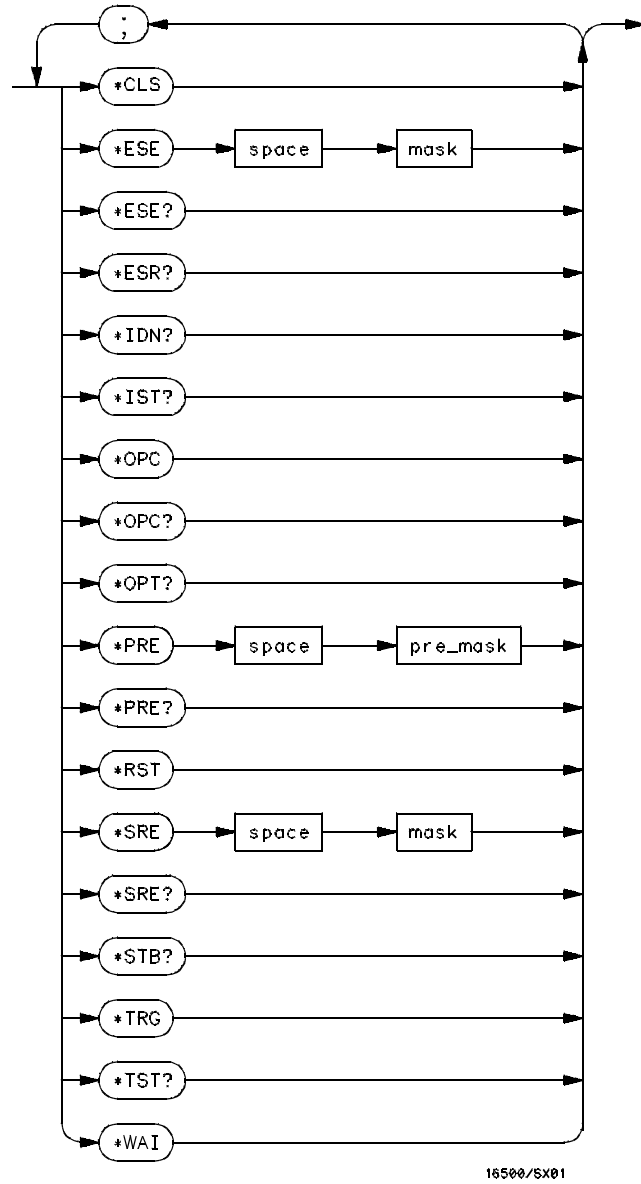 ;
*CLS
*ESE space mask
*ESE?
*ESR?
*IDN?
*IST?
*OPC
*OPC?
*OPT?
*PRE space pre_mask
*PRE?
*RST
*SRE space mask
*SRE?
*STB?
*TRG
*TST?
*WAI
16500/SX01